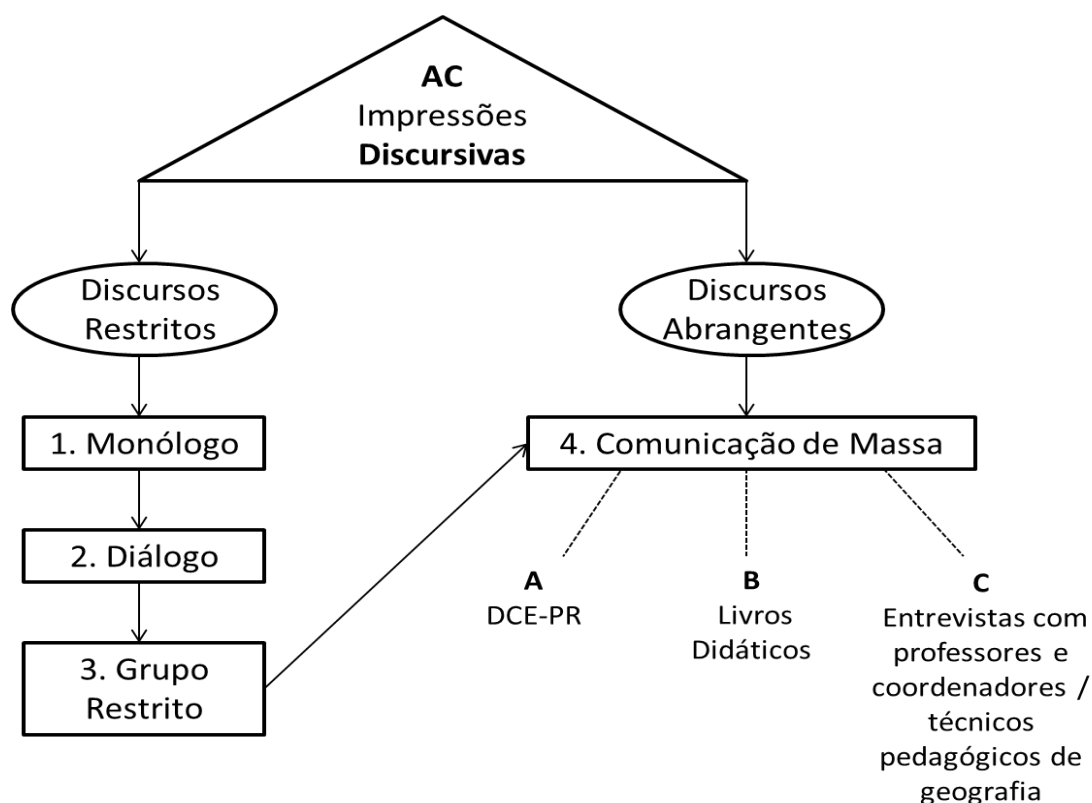 AC
Impressões
Discursivas
Discursos
Restritos
Discursos
Abrangentes
1. Monólogo
4. Comunicação de Massa
2. Diálogo
3. Grupo
Restrito
A
DCE-PR
B
Livros
Didáticos
C
Entrevistas com
professores e
coordenadores /
técnicos
pedagógicos de
geografia